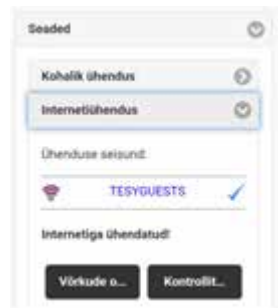 Seaded
Kohalik ühendus
Internetiühendus
Ühenduse seisund:
TESYGUESTS
Internetiga ühendatud!
Võrkude o... Kontrollit...